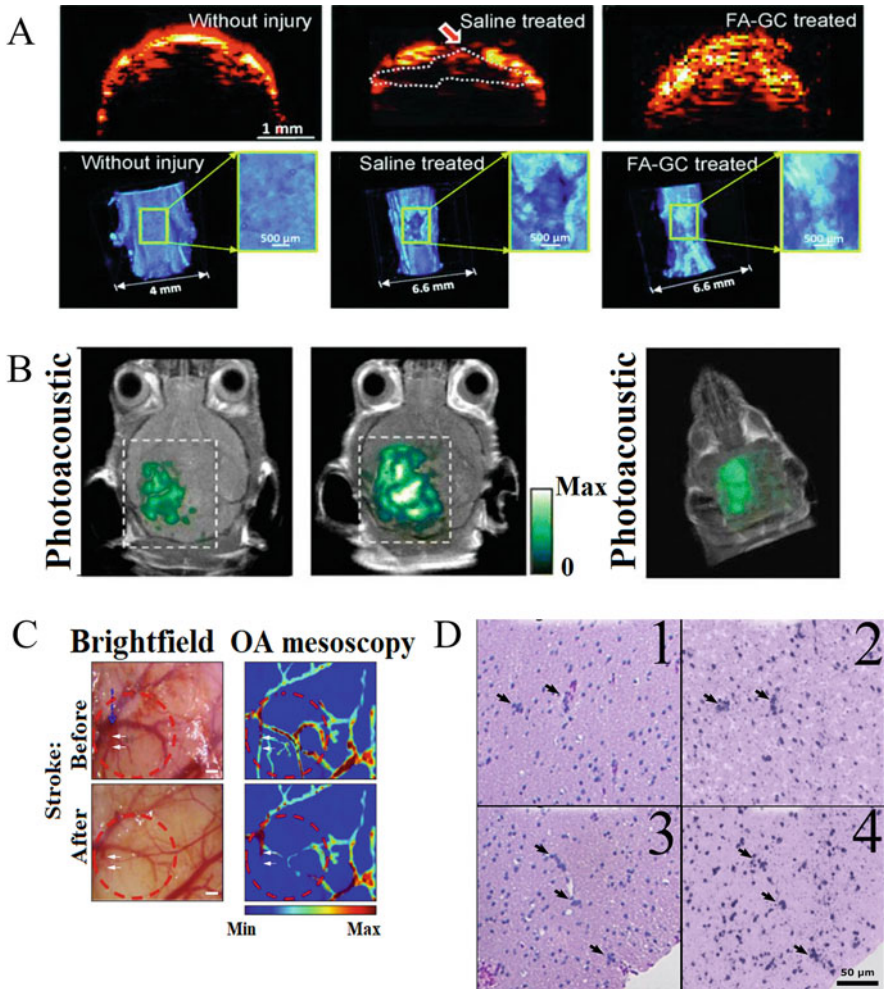 A
Without injury
Saline treated
FA-GC treated
1 mm
Without injury
Saline treated
FA-GC treated
500 µm
500 µm
500 µm
4 mm
6.6 mm
6.6 mm
B
Photoacoustic
Max
0
Photoacoustic
C
Brightfield
OA mesoscopy
Stroke:
Before
After
Min
Max
D
1
2
3
4
50 µm